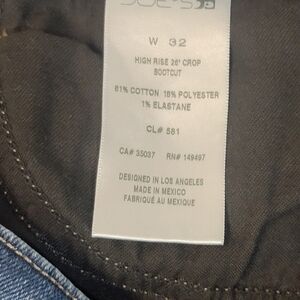 JOE'S
W 32
HIGH RISE 26" CROP
BOOTCUT
81% COTTON 18% POLYESTER
1% ELASTANE
CL# 581
CA# 35037 RN# 149497
DESIGNED IN LOS ANGELES
MADE IN MEXICO
FABRIQUÉ AU MEXIQUE